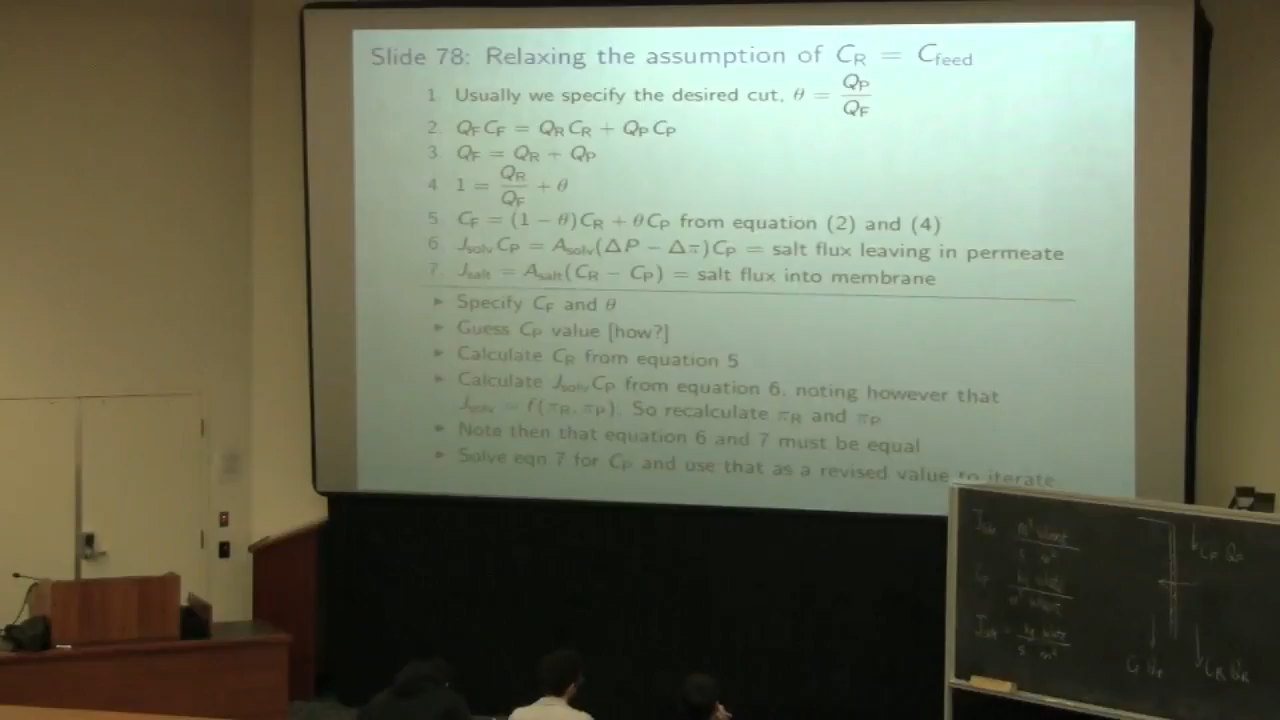 Slide 78: Relaxing the assumption of C_R = C_feed
1 Usually we specify the desired cut, θ = Q_P / Q_F
2 Q_F C_F = Q_R C_R + Q_P C_P
3 Q_F = Q_R + Q_P
4 1 = Q_R / Q_F + θ
5 C_F = (1 − θ)C_R + θC_P from equation (2) and (4)
6 J_solv C_P = A_solv(ΔP − Δπ)C_P = salt flux leaving in permeate
7 J_salt = A_salt(C_R − C_P) = salt flux into membrane
► Specify C_F and θ
► Guess C_P value [how?]
► Calculate C_R from equation 5
► Calculate J_solv C_P from equation 6, noting however that
J_solv = f(π_R, π_P). So recalculate π_R and π_P
► Note then that equation 6 and 7 must be equal
► Solve eqn 7 for C_P and use that as a revised value to iterate
C_F Q_F
C_R Q_R